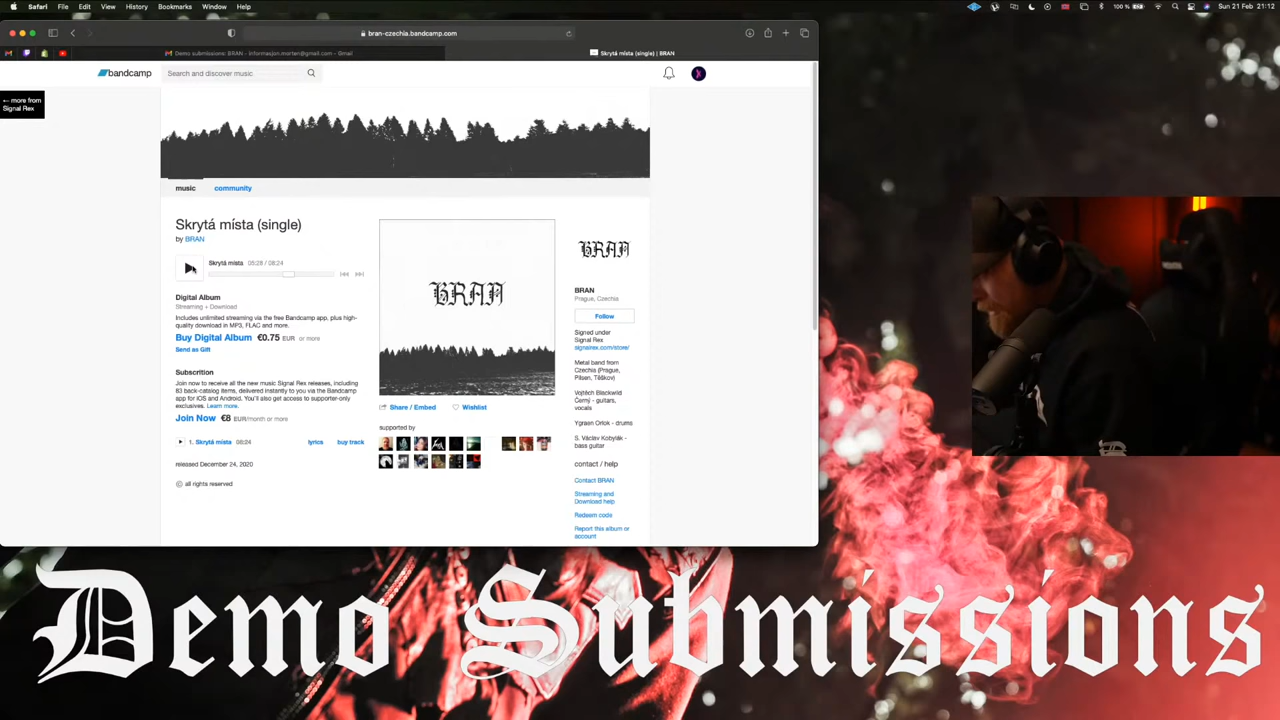 Safari File Edit View History Bookmarks Window Help
100 % Sun 21 Feb 21:12
bran-czechia.bandcamp.com
Demo submissions: BRAN - informasjon.morten@gmail.com - Gmail
Skrytá místa (single) | BRAN
bandcamp
Search and discover music
← more from
Signal Rex
music community
Skrytá místa (single)
by BRAN
Skrytá místa 05:28 / 08:24
Digital Album
Streaming + Download
Includes unlimited streaming via the free Bandcamp app, plus high-
quality download in MP3, FLAC and more.
Buy Digital Album €0.75 EUR or more
Send as Gift
Subscrition
Join now to receive all the new music Signal Rex releases, including
83 back-catalog items, delivered instantly to you via the Bandcamp
app for iOS and Android. You'll also get access to supporter-only
exclusives. Learn more.
Join Now €8 EUR/month or more
1. Skrytá místa 08:24 lyrics buy track
released December 24, 2020
© all rights reserved
BRAN
Share / Embed Wishlist
supported by
BRAN
BRAN
Prague, Czechia
Follow
Signed under
Signal Rex
signalrex.com/store/
Metal band from
Czechia (Prague,
Pilsen, Těškov)
Vojtěch Blackwid
Černý - guitars,
vocals
Ygraen Orlok - drums
S. Václav Kobylák -
bass guitar
contact / help
Contact BRAN
Streaming and
Download help
Redeem code
Report this album or
account
Demo Submissions